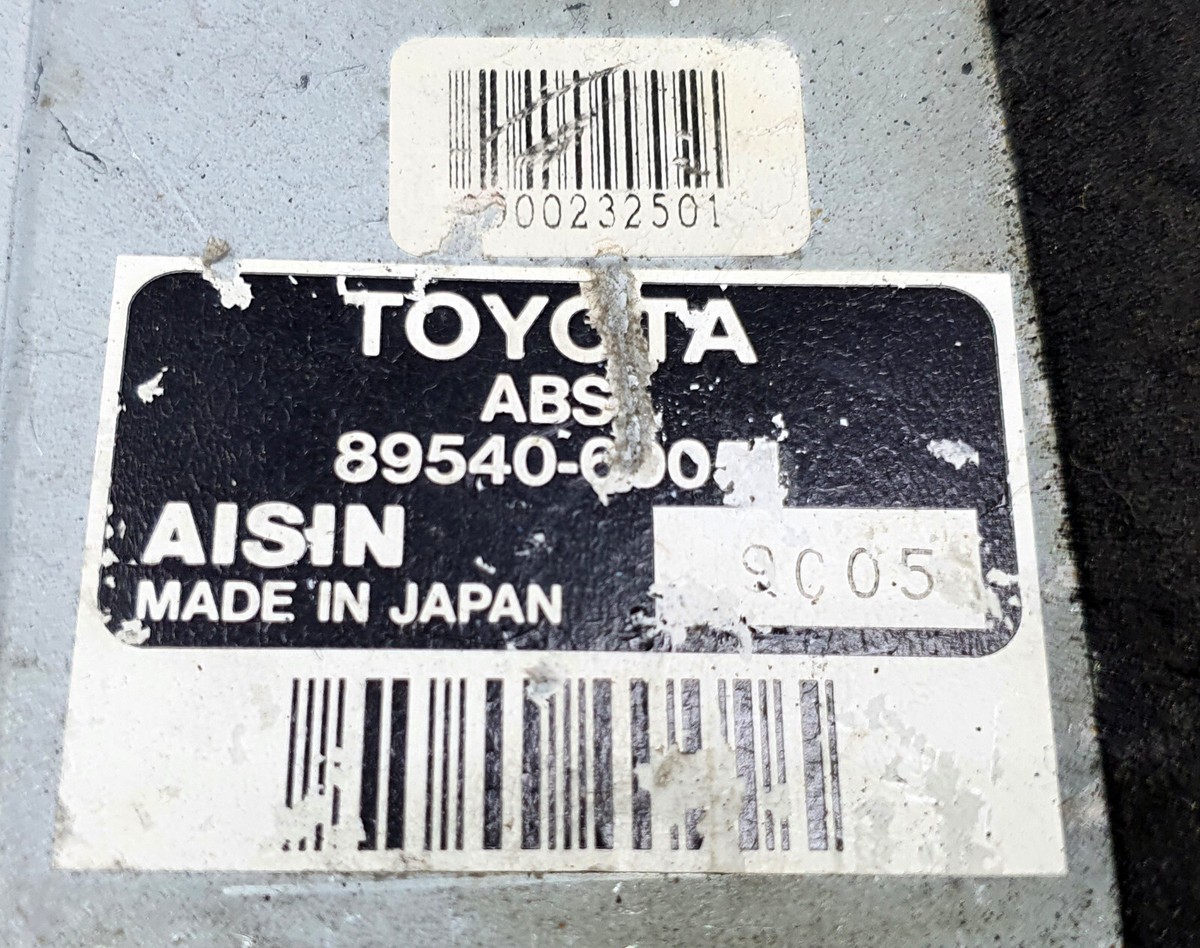 000232501
TOYOTA
ABS
AISIN
MADE IN JAPAN
9C05